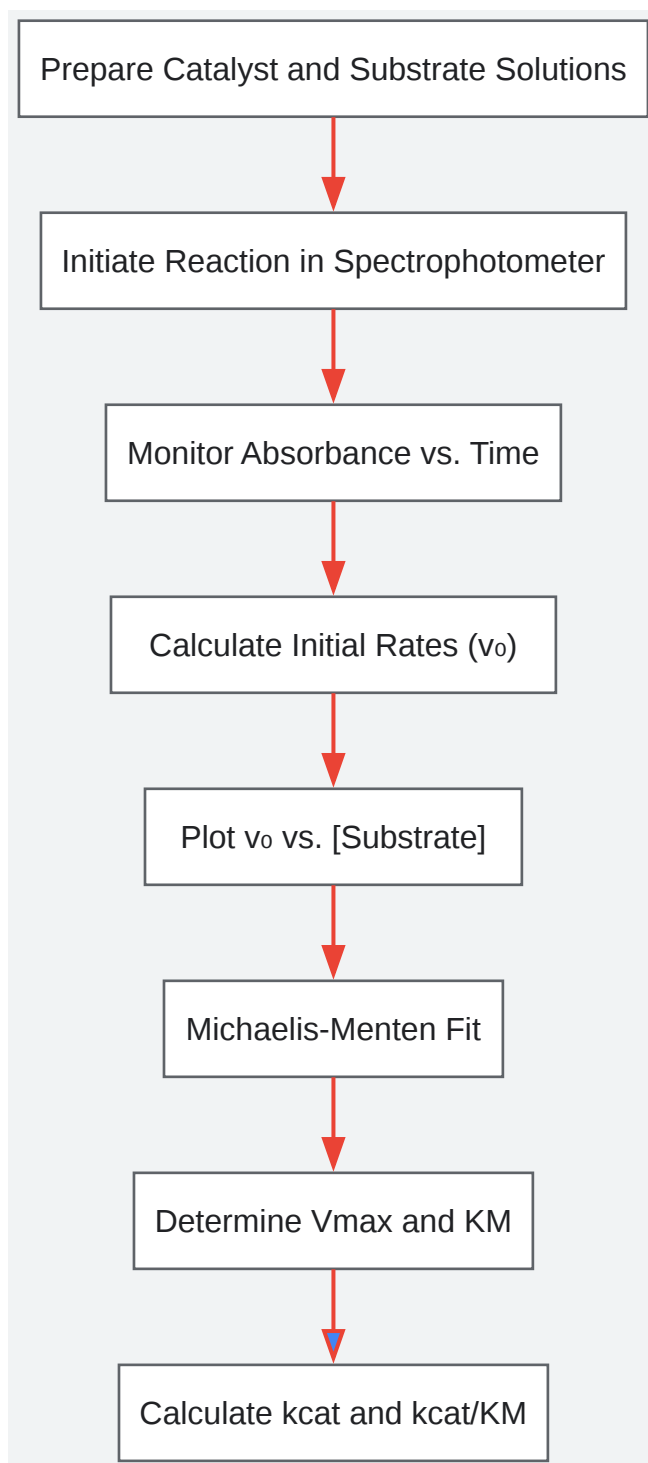 Prepare Catalyst and Substrate Solutions
Initiate Reaction in Spectrophotometer
Monitor Absorbance vs. Time
Calculate Initial Rates (v₀)
Plot v₀ vs. [Substrate]
Michaelis-Menten Fit
Determine Vmax and KM
Calculate kcat and kcat/KM